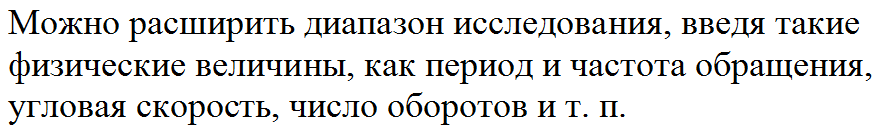 Можно расширить диапазон исследования, введя такие
физические величины, как период и частота обращения,
угловая скорость, число оборотов и т. п.